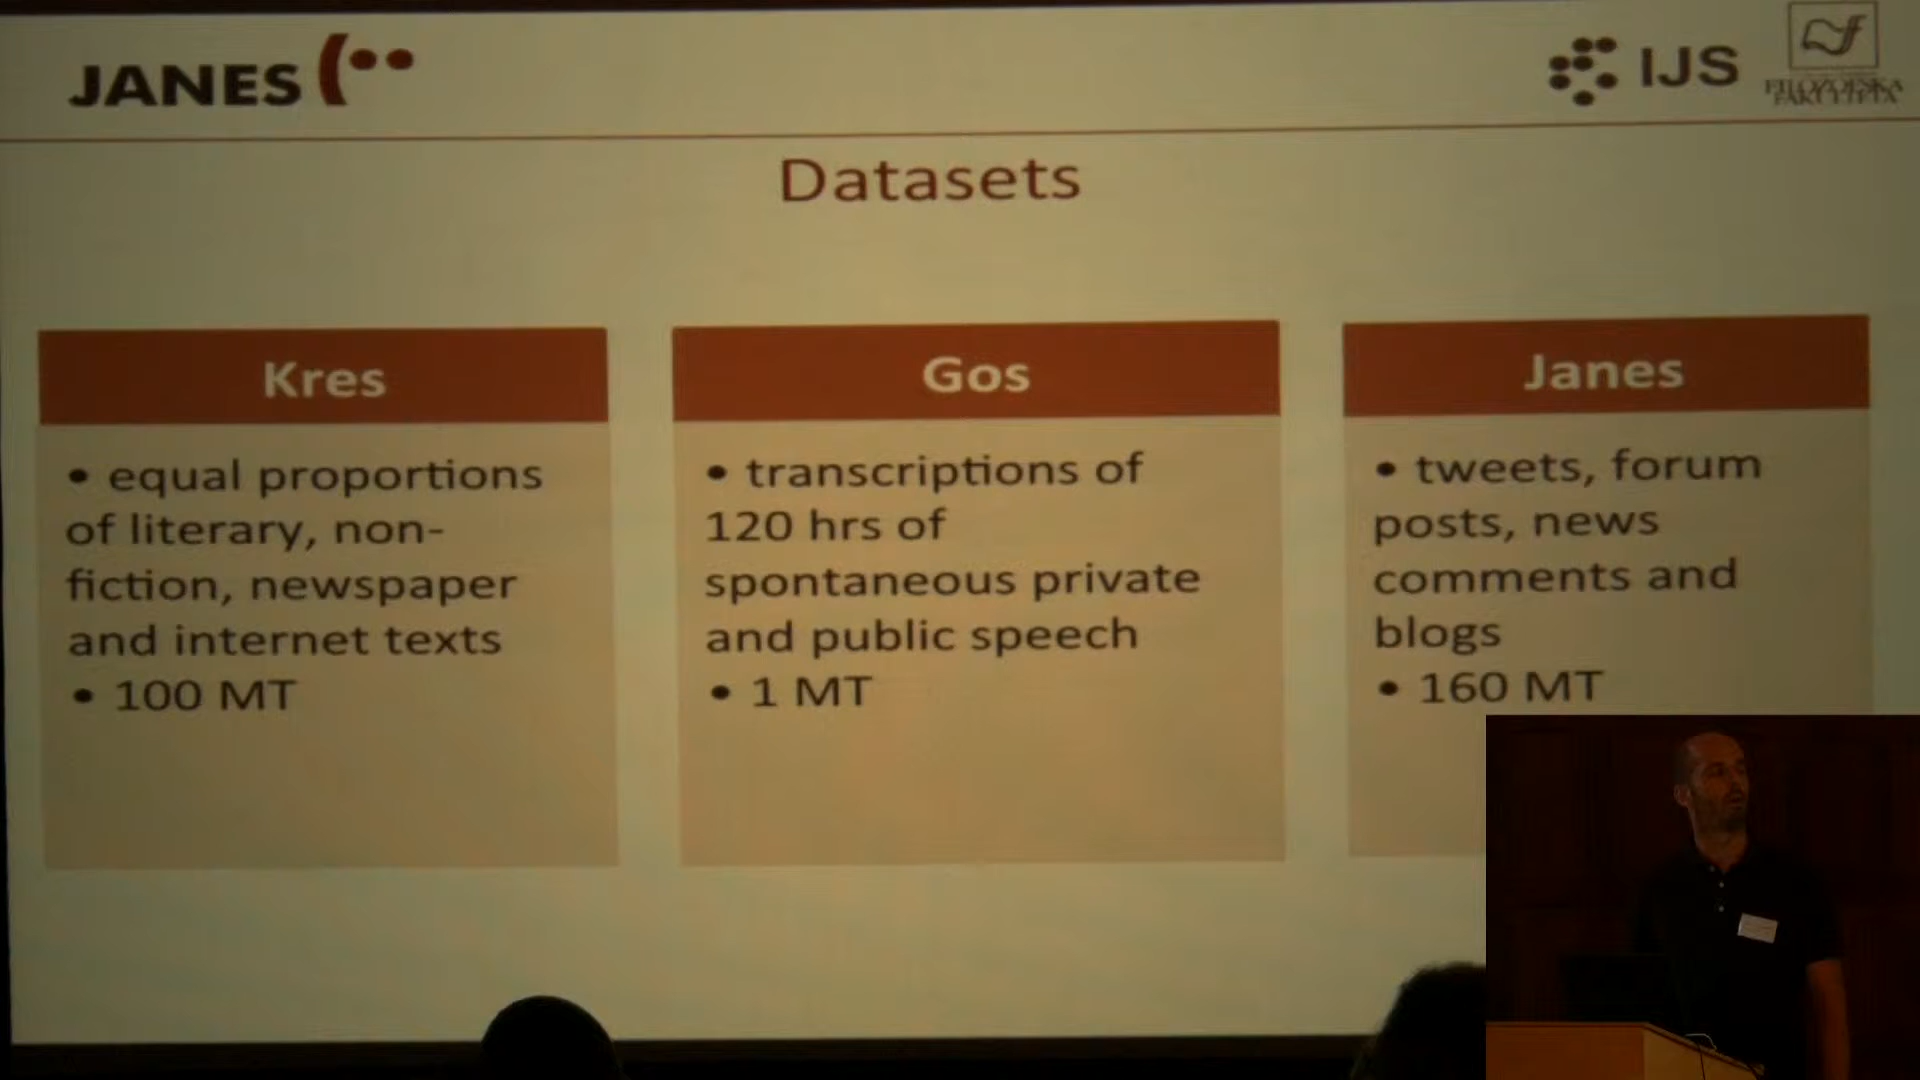 JANES
IJS
FILOZOFSKA
FAKULTETA
Datasets
Kres
• equal proportions
of literary, non-
fiction, newspaper
and internet texts
• 100 MT
Gos
• transcriptions of
120 hrs of
spontaneous private
and public speech
• 1 MT
Janes
• tweets, forum
posts, news
comments and
blogs
• 160 MT